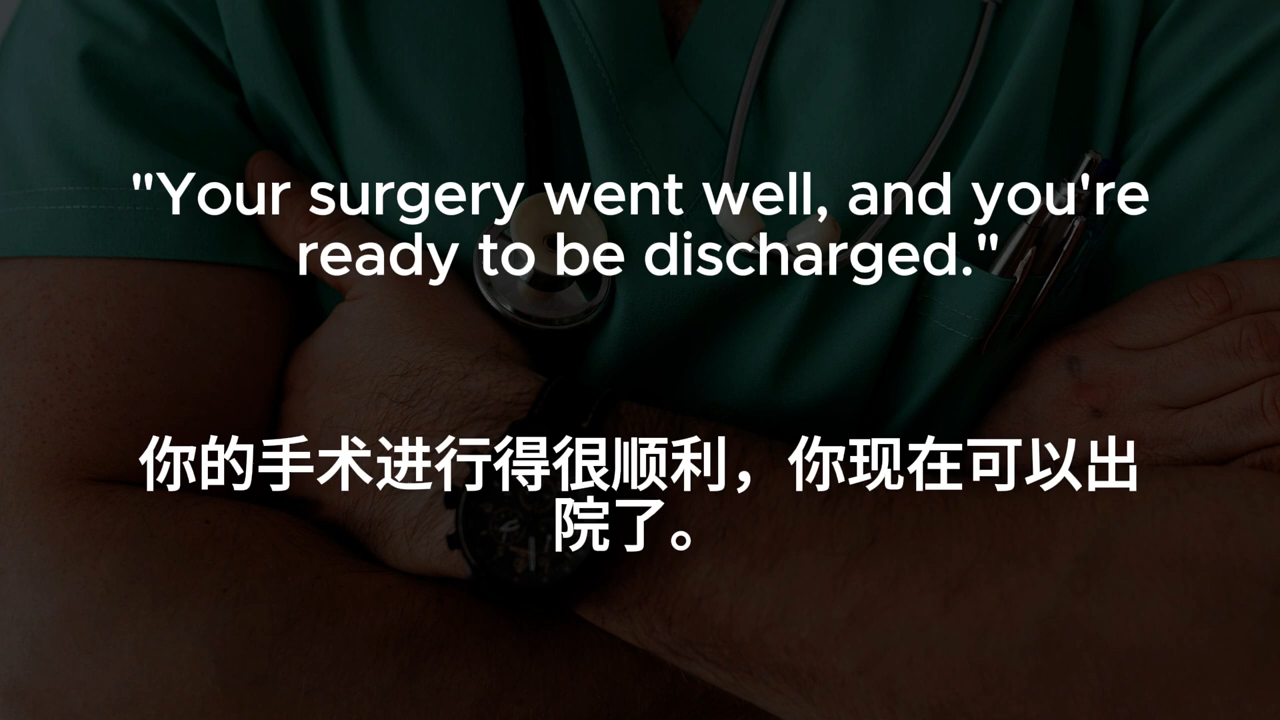 "Your surgery went well, and you're
ready to be discharged."
你的手术进行得很顺利，你现在可以出
院了。